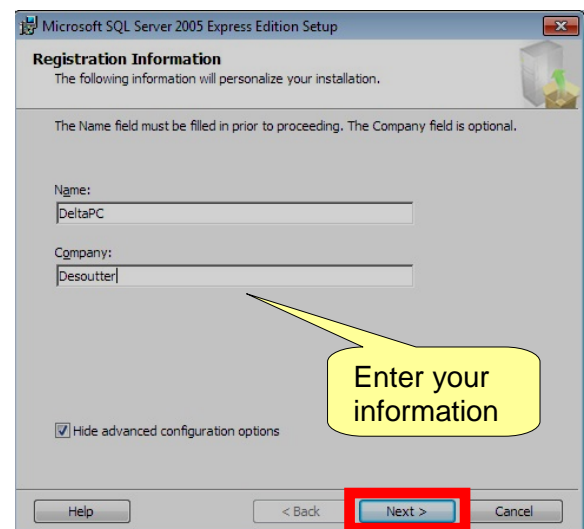 Microsoft SQL Server 2005 Express Edition Setup
Registration Information
The following information will personalize your installation.
The Name field must be filled in prior to proceeding. The Company field is optional.
Name:
DeltaPC
Company:
Desoutter
Enter your
information
Hide advanced configuration options
Help
< Back
Next >
Cancel